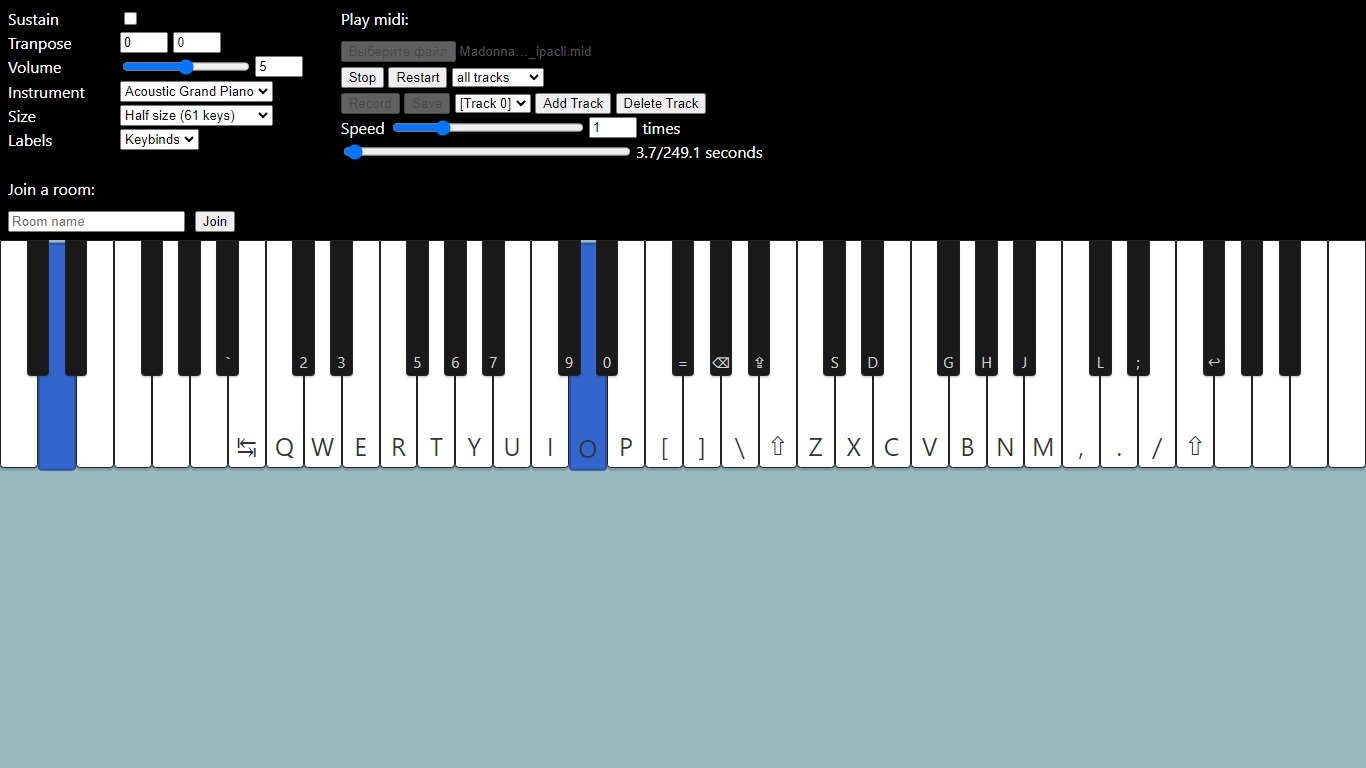 Sustain
Tranpose 0 0
Volume 5
Instrument Acoustic Grand Piano
Size Half size (61 keys)
Labels Keybinds
Play midi:
Выберите файл Madonna..._ipacli.mid
Stop Restart all tracks
Record Save [Track 0] Add Track Delete Track
Speed 1 times
3.7/249.1 seconds
Join a room:
Room name Join
` 2 3 5 6 7 9 0 = ⌫ ⇪ S D G H J L ; ↩
↹ Q W E R T Y U I O P [ ] \ ⇧ Z X C V B N M , . / ⇧